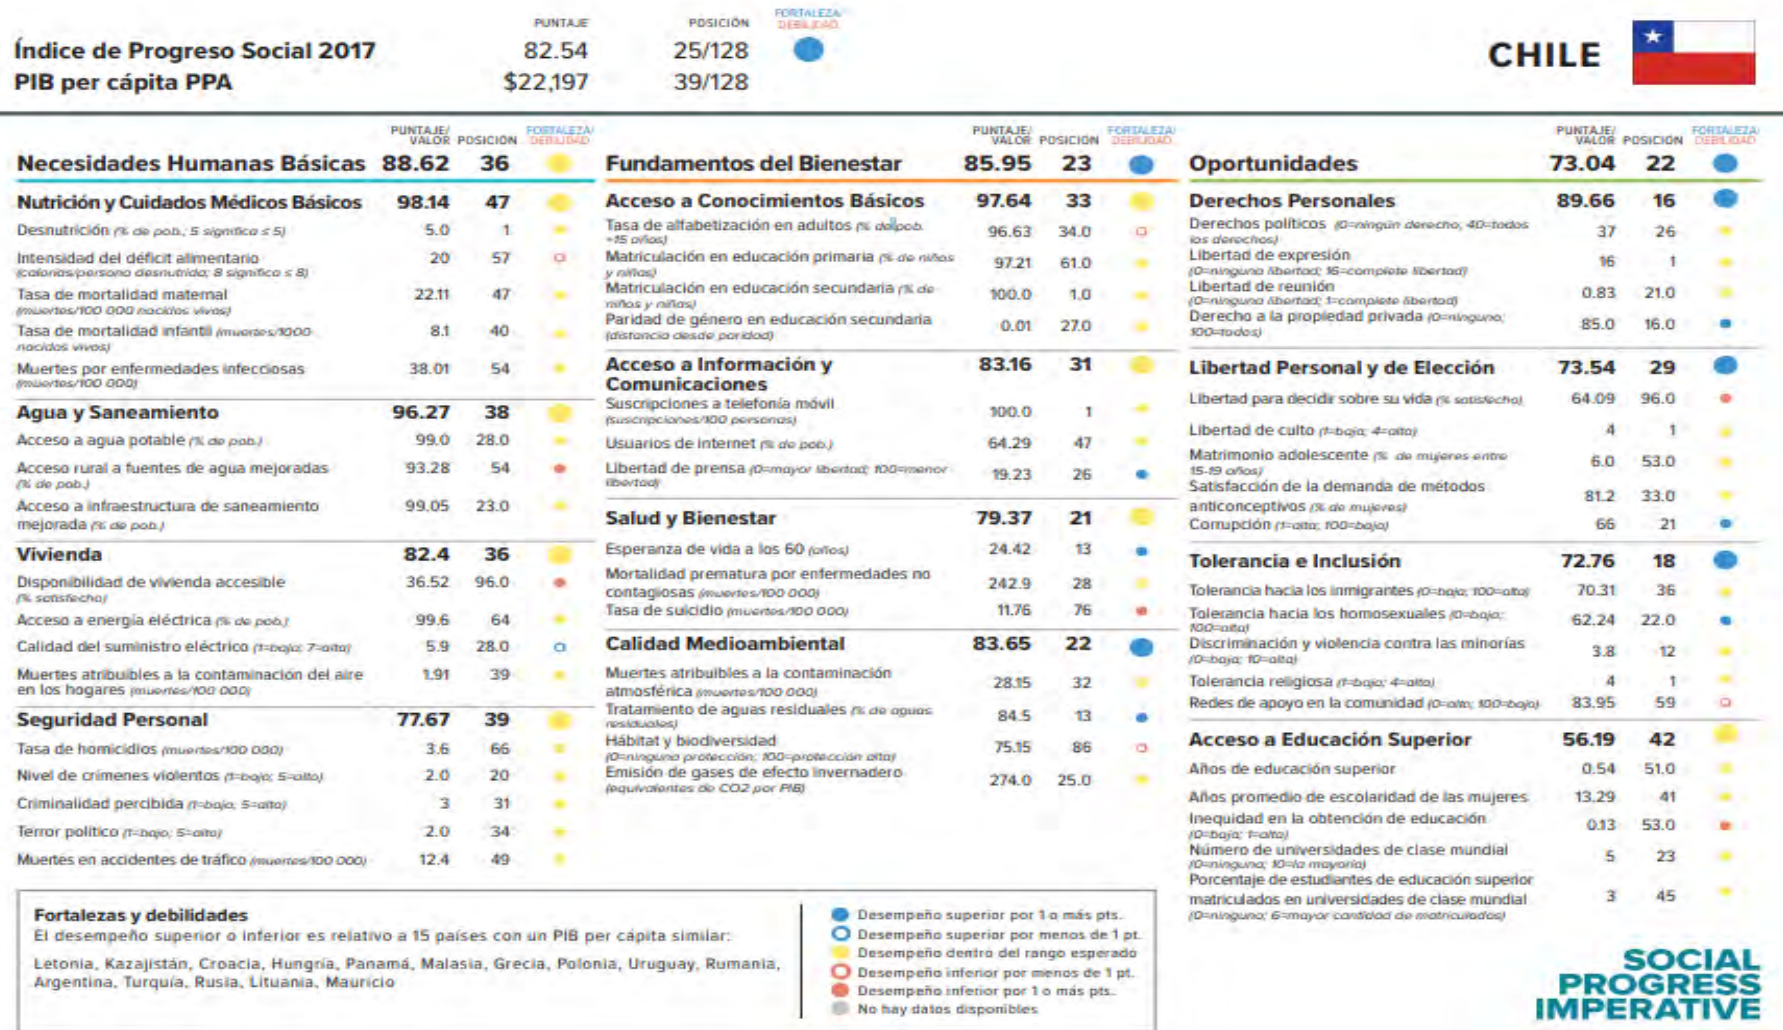 PUNTAJE POSICIÓN FORTALEZA/ DEBILIDAD
Índice de Progreso Social 2017 82.54 25/128
PIB per cápita PPA $22,197 39/128
CHILE
PUNTAJE/ VALOR POSICIÓN FORTALEZA/ DEBILIDAD
Necesidades Humanas Básicas 88.62 36
Nutrición y Cuidados Médicos Básicos 98.14 47
Desnutrición (% de pob.; 5 significa ≤ 5) 5.0 1
Intensidad del déficit alimentario 20 57
(calorías/persona desnutrida; 8 significa ≤ 8)
Tasa de mortalidad maternal 22.11 47
(muertes/100 000 nacidos vivos)
Tasa de mortalidad infantil (muertes/1000 8.1 40
nacidos vivos)
Muertes por enfermedades infecciosas 38.01 54
(muertes/100 000)
Agua y Saneamiento 96.27 38
Acceso a agua potable (% de pob.) 99.0 28.0
Acceso rural a fuentes de agua mejoradas 93.28 54
(% de pob.)
Acceso a infraestructura de saneamiento 99.05 23.0
mejorada (% de pob.)
Vivienda 82.4 36
Disponibilidad de vivienda accesible 36.52 96.0
(% satisfecho)
Acceso a energía eléctrica (% de pob.) 99.6 64
Calidad del suministro eléctrico (1=bajo; 7=alto) 5.9 28.0
Muertes atribuibles a la contaminación del aire 1.91 39
en los hogares (muertes/100 000)
Seguridad Personal 77.67 39
Tasa de homicidios (muertes/100 000) 3.6 66
Nivel de crímenes violentos (1=bajo; 5=alto) 2.0 20
Criminalidad percibida (1=bajo; 5=alto) 3 31
Terror político (1=bajo; 5=alto) 2.0 34
Muertes en accidentes de tráfico (muertes/100 000) 12.4 49
PUNTAJE/ VALOR POSICIÓN FORTALEZA/ DEBILIDAD
Fundamentos del Bienestar 85.95 23
Acceso a Conocimientos Básicos 97.64 33
Tasa de alfabetización en adultos (% del pob. 96.63 34.0
+15 años)
Matriculación en educación primaria (% de niños 97.21 61.0
y niñas)
Matriculación en educación secundaria (% de 100.0 1.0
niños y niñas)
Paridad de género en educación secundaria 0.01 27.0
(distancia desde paridad)
Acceso a Información y 83.16 31
Comunicaciones
Suscripciones a telefonía móvil 100.0 1
(suscripciones/100 personas)
Usuarios de internet (% de pob.) 64.29 47
Libertad de prensa (0=mayor libertad; 100=menor 19.23 26
libertad)
Salud y Bienestar 79.37 21
Esperanza de vida a los 60 (años) 24.42 13
Mortalidad prematura por enfermedades no 242.9 28
contagiosas (muertes/100 000)
Tasa de suicidio (muertes/100 000) 11.76 76
Calidad Medioambiental 83.65 22
Muertes atribuibles a la contaminación 28.15 32
atmosférica (muertes/100 000)
Tratamiento de aguas residuales (% de aguas 84.5 13
residuales)
Hábitat y biodiversidad 75.15 86
(0=ninguna protección; 100=protección alta)
Emisión de gases de efecto invernadero 274.0 25.0
(equivalentes de CO2 por PIB)
PUNTAJE/ VALOR POSICIÓN FORTALEZA/ DEBILIDAD
Oportunidades 73.04 22
Derechos Personales 89.66 16
Derechos políticos (0=ningún derecho; 40=todos 37 26
los derechos)
Libertad de expresión 16 1
(0=ninguna libertad; 16=complete libertad)
Libertad de reunión 0.83 21.0
(0=ninguna libertad; 1=complete libertad)
Derecho a la propiedad privada (0=ninguno; 85.0 16.0
100=todos)
Libertad Personal y de Elección 73.54 29
Libertad para decidir sobre su vida (% satisfecho) 64.09 96.0
Libertad de culto (1=baja; 4=alta) 4 1
Matrimonio adolescente (% de mujeres entre 6.0 53.0
15-19 años)
Satisfacción de la demanda de métodos 81.2 33.0
anticonceptivos (% de mujeres)
Corrupción (1=alta; 100=baja) 66 21
Tolerancia e Inclusión 72.76 18
Tolerancia hacia los inmigrantes (0=baja; 100=alta) 70.31 36
Tolerancia hacia los homosexuales (0=baja; 62.24 22.0
100=alta)
Discriminación y violencia contra las minorías 3.8 12
(0=baja; 10=alta)
Tolerancia religiosa (1=baja; 4=alta) 4 1
Redes de apoyo en la comunidad (0=alto; 100=bajo) 83.95 59
Acceso a Educación Superior 56.19 42
Años de educación superior 0.54 51.0
Años promedio de escolaridad de las mujeres 13.29 41
Inequidad en la obtención de educación 0.13 53.0
(0=baja; 1=alta)
Número de universidades de clase mundial 5 23
(0=ninguna; 10=la mayoría)
Porcentaje de estudiantes de educación superior
matriculados en universidades de clase mundial 3 45
(0=ninguno; 6=mayor cantidad de matriculados)
Fortalezas y debilidades
El desempeño superior o inferior es relativo a 15 países con un PIB per cápita similar:
Letonia, Kazajistán, Croacia, Hungría, Panamá, Malasia, Grecia, Polonia, Uruguay, Rumania,
Argentina, Turquía, Rusia, Lituania, Mauricio
Desempeño superior por 1 o más pts.
Desempeño superior por menos de 1 pt.
Desempeño dentro del rango esperado
Desempeño inferior por menos de 1 pt.
Desempeño inferior por 1 o más pts.
No hay datos disponibles
SOCIAL
PROGRESS
IMPERATIVE